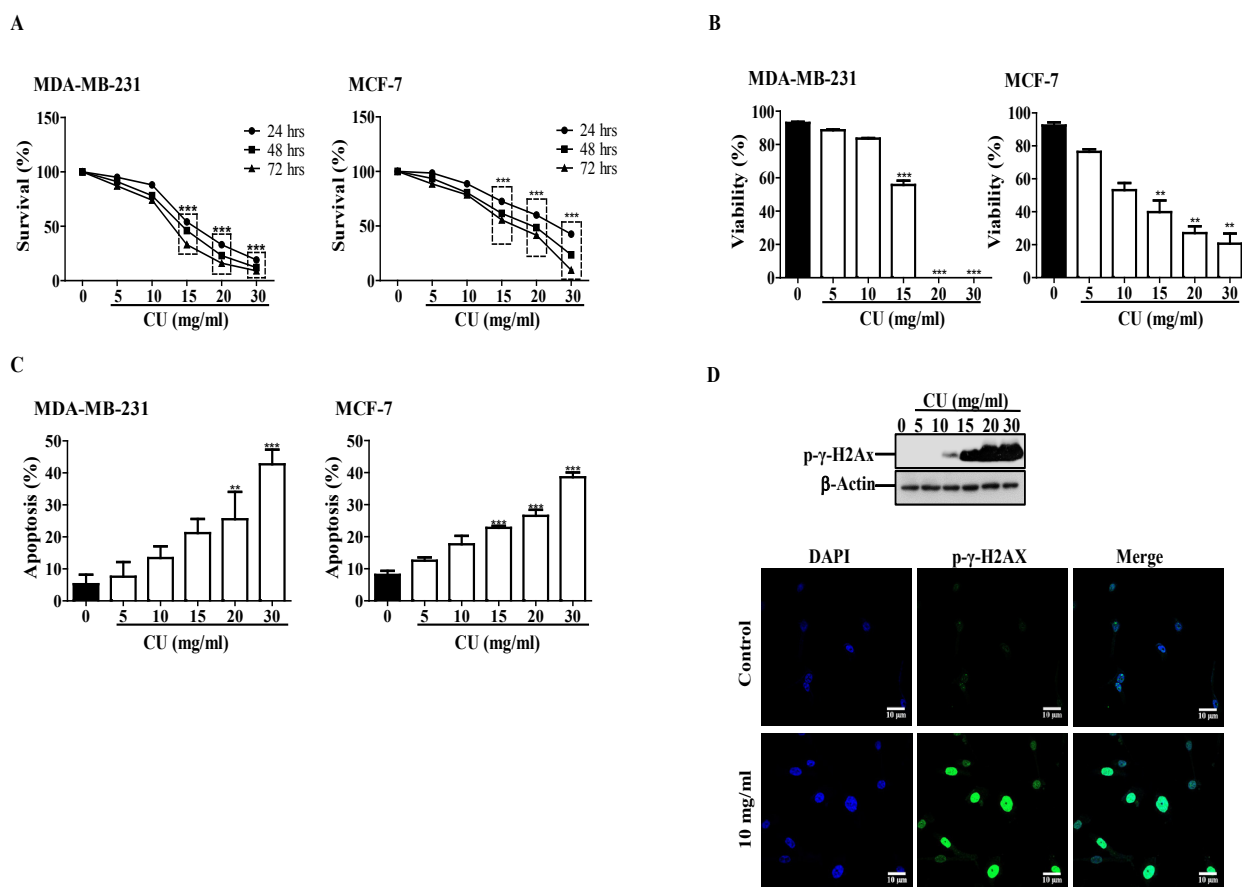 A
MDA-MB-231
Survival (%)
150
100
50
0
24 hrs
48 hrs
72 hrs
***
***
***
0 5 10 15 20 30
CU (mg/ml)
MCF-7
Survival (%)
150
100
50
0
24 hrs
48 hrs
72 hrs
***
***
***
0 5 10 15 20 30
CU (mg/ml)
B
MDA-MB-231
Viability (%)
100
80
60
40
20
0
***
***
***
0 5 10 15 20 30
CU (mg/ml)
MCF-7
Viability (%)
100
80
60
40
20
0
**
**
**
0 5 10 15 20 30
CU (mg/ml)
C
MDA-MB-231
Apoptosis (%)
50
40
30
20
10
0
**
***
0 5 10 15 20 30
CU (mg/ml)
MCF-7
Apoptosis (%)
50
40
30
20
10
0
***
***
***
0 5 10 15 20 30
CU (mg/ml)
D
CU (mg/ml)
0 5 10 15 20 30
p-γ-H2Ax
β-Actin
DAPI p-γ-H2AX Merge
Control
10 µm
10 µm
10 µm
10 mg/ml
10 µm
10 µm
10 µm